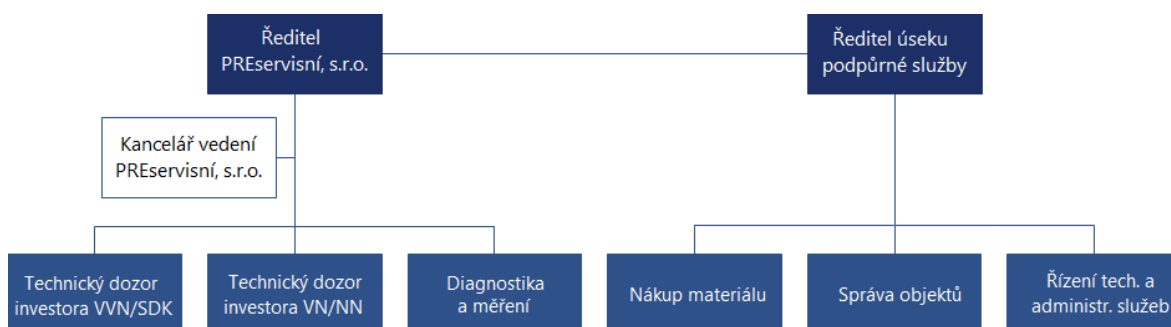 Ředitel
PREservisní, s.r.o.
Ředitel úseku
podpůrné služby
Kancelář vedení
PREservisní, s.r.o.
Technický dozor
investora VVN/SDK
Technický dozor
investora VN/NN
Diagnostika
a měření
Nákup materiálu
Správa objektů
Řízení tech. a
administr. služeb